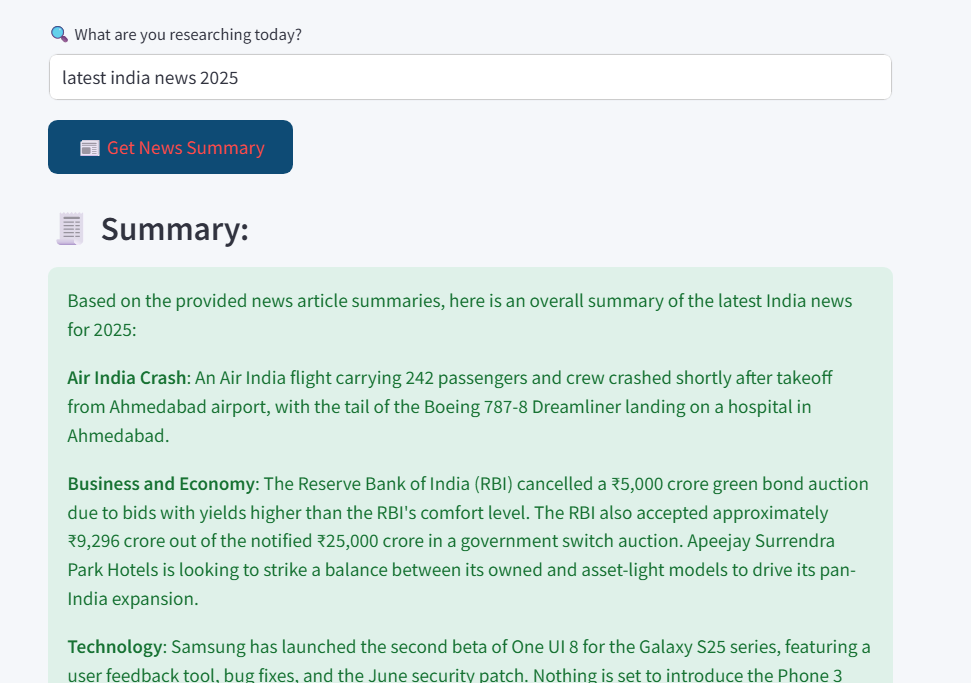 What are you researching today?
latest india news 2025
Get News Summary
Summary:
Based on the provided news article summaries, here is an overall summary of the latest India news
for 2025:
Air India Crash: An Air India flight carrying 242 passengers and crew crashed shortly after takeoff
from Ahmedabad airport, with the tail of the Boeing 787-8 Dreamliner landing on a hospital in
Ahmedabad.
Business and Economy: The Reserve Bank of India (RBI) cancelled a ₹5,000 crore green bond auction
due to bids with yields higher than the RBI's comfort level. The RBI also accepted approximately
₹9,296 crore out of the notified ₹25,000 crore in a government switch auction. Apeejay Surrendra
Park Hotels is looking to strike a balance between its owned and asset-light models to drive its pan-
India expansion.
Technology: Samsung has launched the second beta of One UI 8 for the Galaxy S25 series, featuring a
user feedback tool, bug fixes, and the June security patch. Nothing is set to introduce the Phone 3